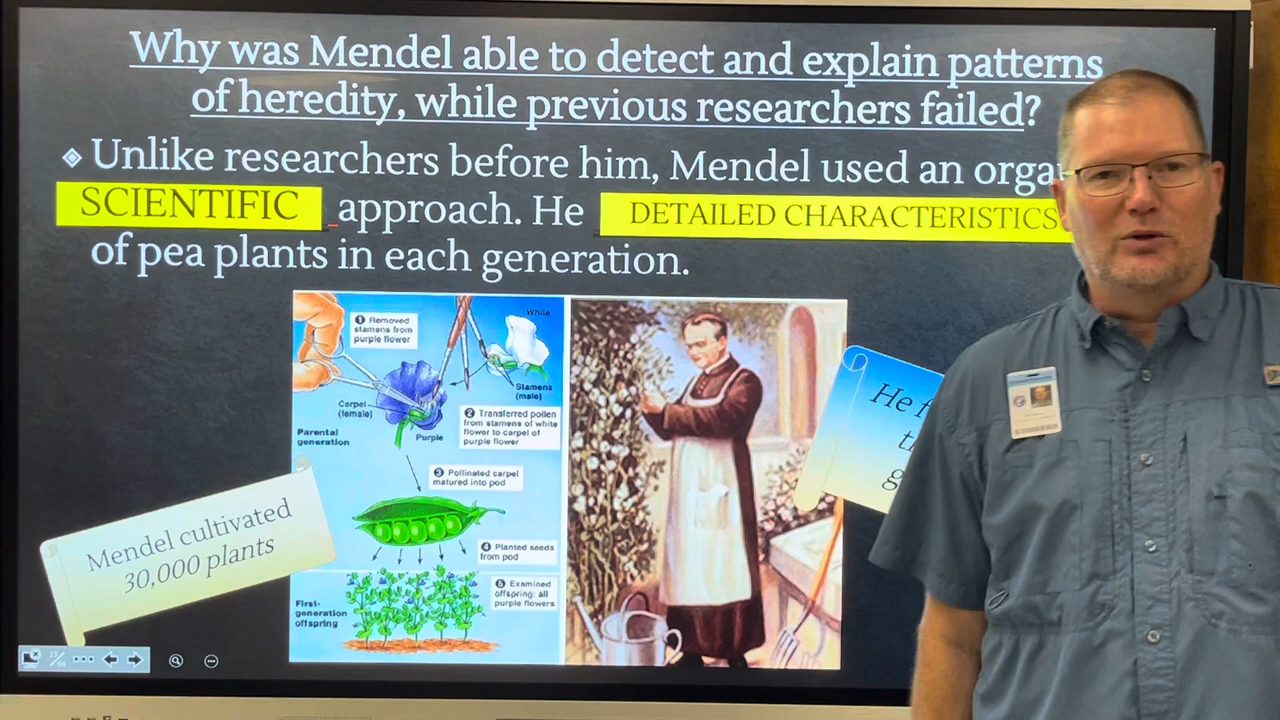 Why was Mendel able to detect and explain patterns
of heredity, while previous researchers failed?
Unlike researchers before him, Mendel used an orga
SCIENTIFIC approach. He DETAILED CHARACTERISTICS
of pea plants in each generation.
1 Removed
stamens from
purple flower
White
Stamens
(male)
Carpel
(female)
Parental
generation
Purple
2 Transferred pollen
from stamens of white
flower to carpel of
purple flower
3 Pollinated carpel
matured into pod
4 Planted seeds
from pod
5 Examined
offspring: all
purple flowers
First-
generation
offspring
Mendel cultivated
30,000 plants
He f
th
g